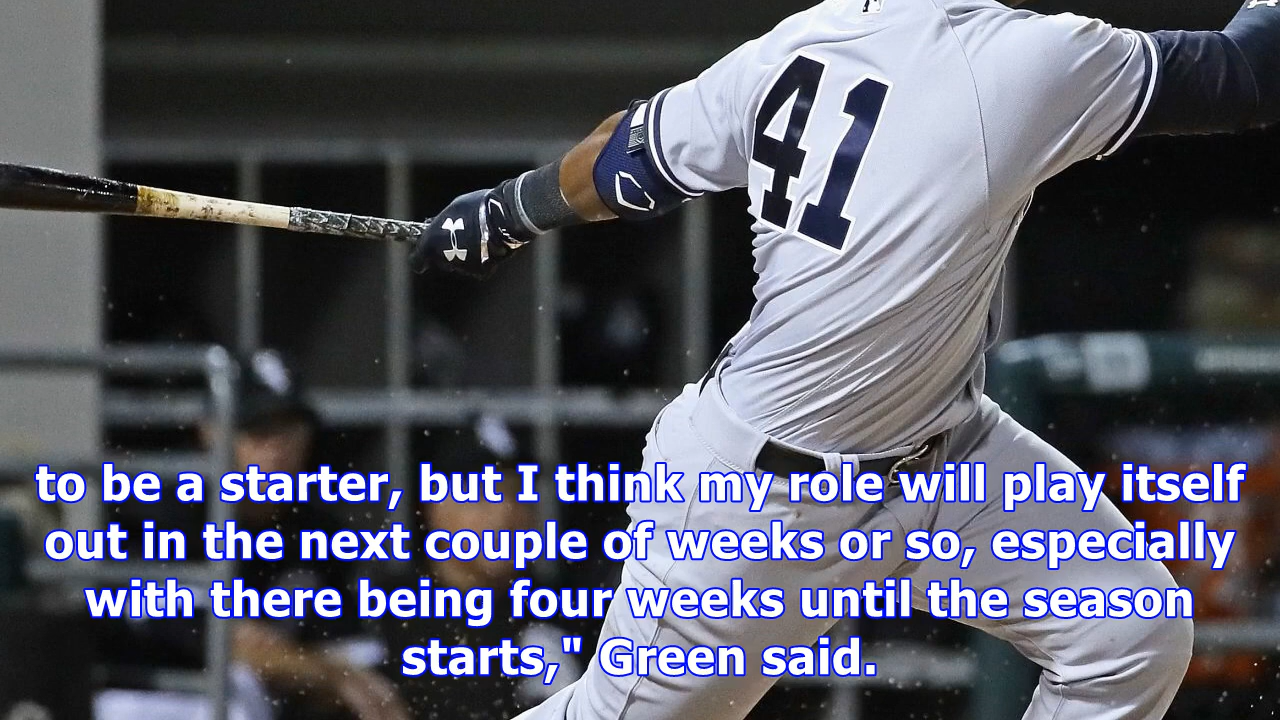 41
to be a starter, but I think my role will play itself
out in the next couple of weeks or so, especially
with there being four weeks until the season
starts," Green said.